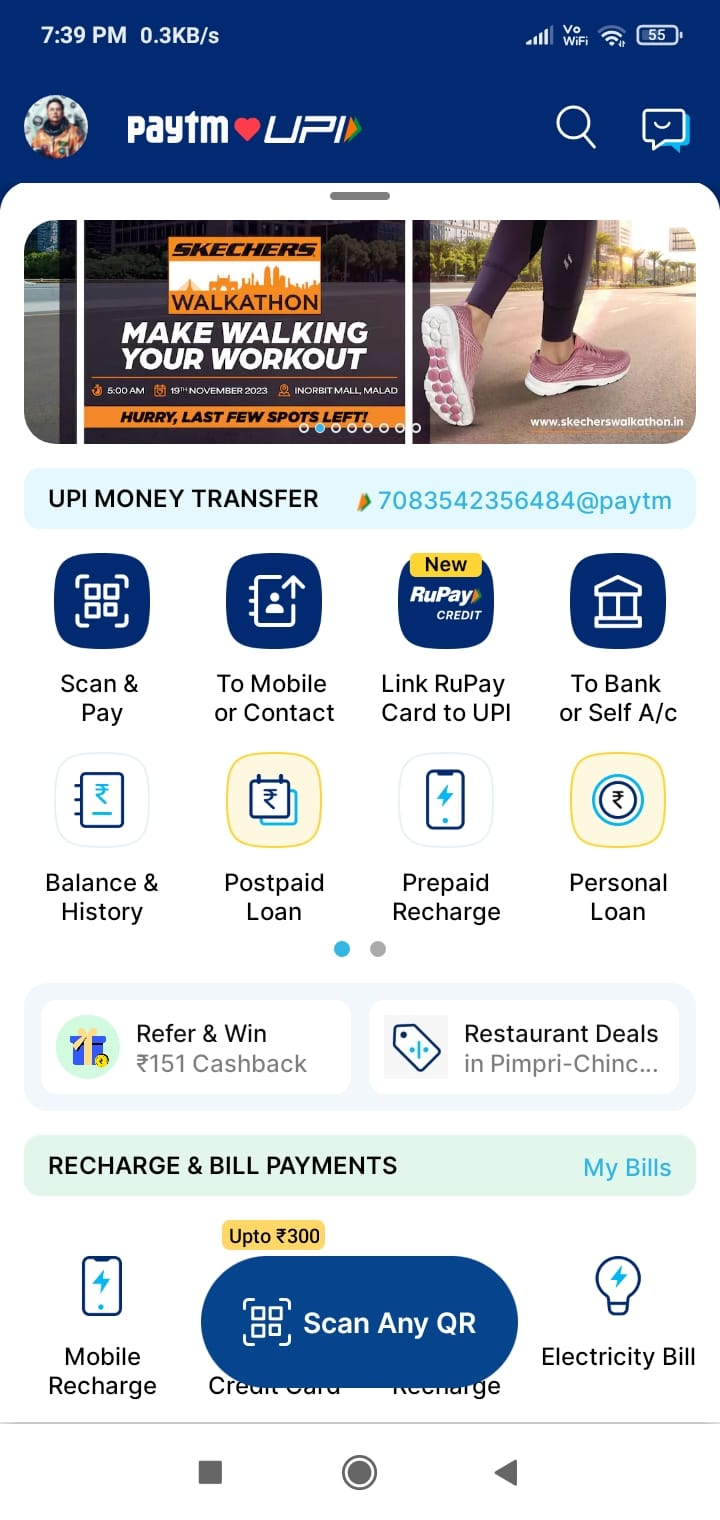 7:39 PM 0.3KB/s
Vo
WiFi
55
paytm UPI
SKECHERS
WALKATHON
MAKE WALKING
YOUR WORKOUT
5:00 AM 19TH NOVEMBER 2023 INORBIT MALL, MALAD
HURRY, LAST FEW SPOTS LEFT!
www.skecherswalkathon.in
UPI MONEY TRANSFER 7083542356484@paytm
New
RuPay
CREDIT
Scan &
Pay
To Mobile
or Contact
Link RuPay
Card to UPI
To Bank
or Self A/c
Balance &
History
Postpaid
Loan
Prepaid
Recharge
Personal
Loan
Refer & Win
₹151 Cashback
Restaurant Deals
in Pimpri-Chinc...
RECHARGE & BILL PAYMENTS My Bills
Upto ₹300
Scan Any QR
Mobile
Recharge
Credit Card
Recharge
Electricity Bill